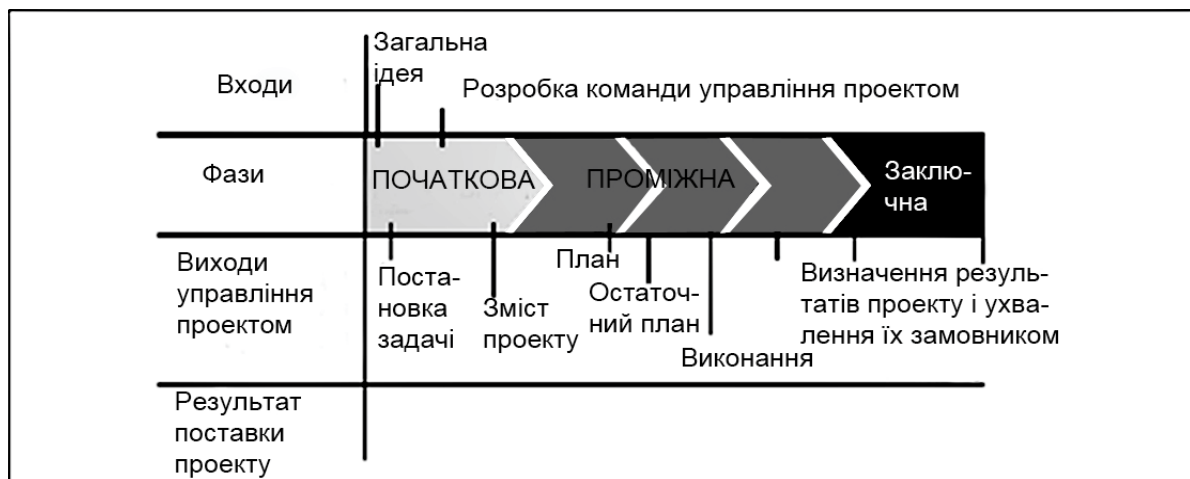 Загальна
ідея
Входи
Розробка команди управління проектом
Фази
ПОЧАТКОВА
ПРОМІЖНА
Заклю-
чна
Виходи
управління
проектом
Поста-
новка
задачі
Зміст
проекту
План
Остаточ-
ний план
Виконання
Визначення резуль-
татів проекту і ухва-
лення їх замовником
Результат
поставки
проекту